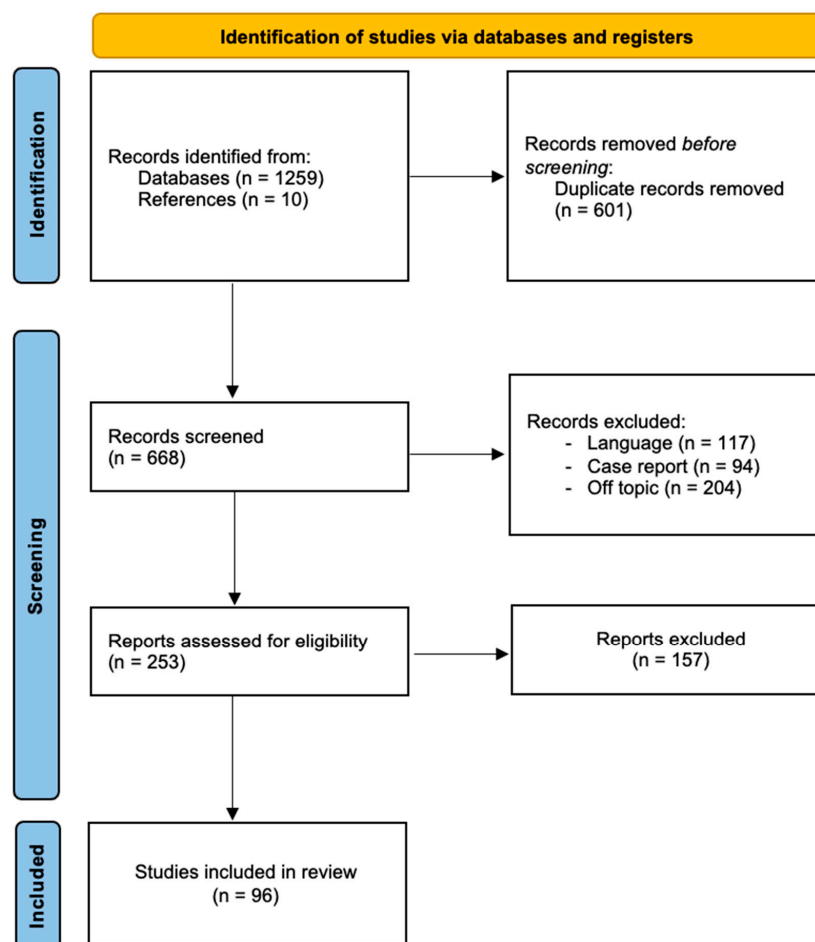 Identification of studies via databases and registers
Identification
Records identified from:
Databases (n = 1259)
References (n = 10)
Records removed before
screening:
Duplicate records removed
(n = 601)
Screening
Records screened
(n = 668)
Records excluded:
- Language (n = 117)
- Case report (n = 94)
- Off topic (n = 204)
Reports assessed for eligibility
(n = 253)
Reports excluded
(n = 157)
Included
Studies included in review
(n = 96)